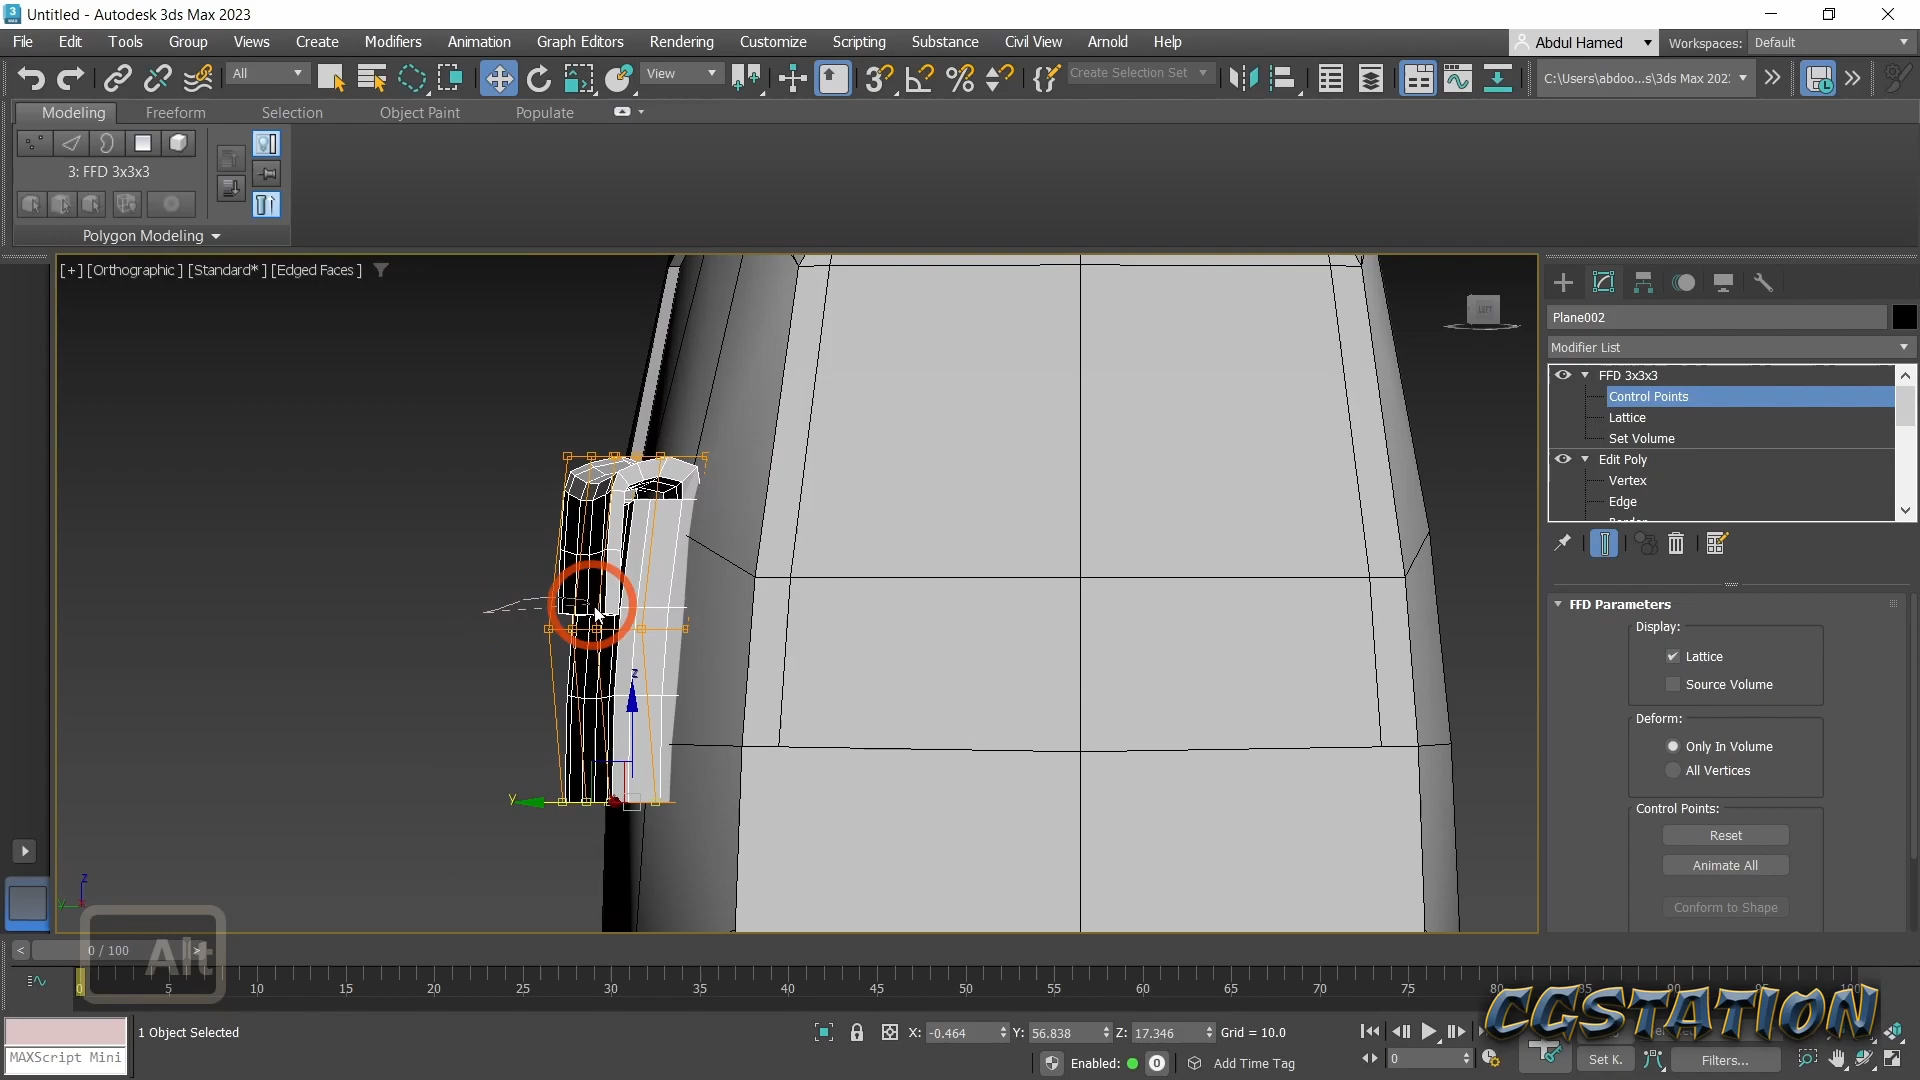 Untitled - Autodesk 3ds Max 2023
File Edit Tools Group Views Create Modifiers Animation Graph Editors Rendering Customize Scripting Substance Civil View Arnold Help
Abdul Hamed
Workspaces: Default
All
View
Create Selection Set
C:\Users\abdoo...s\3ds Max 202:
Modeling Freeform Selection Object Paint Populate
3: FFD 3x3x3
Polygon Modeling
[+] [Orthographic ] [Standard* ] [Edged Faces ]
LEFT
Plane002
Modifier List
FFD 3x3x3
Control Points
Lattice
Set Volume
Edit Poly
Vertex
Edge
FFD Parameters
Display:
Lattice
Source Volume
Deform:
Only In Volume
All Vertices
Control Points:
Reset
Animate All
Conform to Shape
z
y
z
y
0 / 100
Alt
0 5 10 15 20 25 30 35 40 45 50 55 60 65 70 75 80
CGSTATION
MAXScript Mini
1 Object Selected
X: -0.464 Y: 56.838 Z: 17.346 Grid = 10.0
Enabled: 0
Add Time Tag
0
Set K.
Filters...